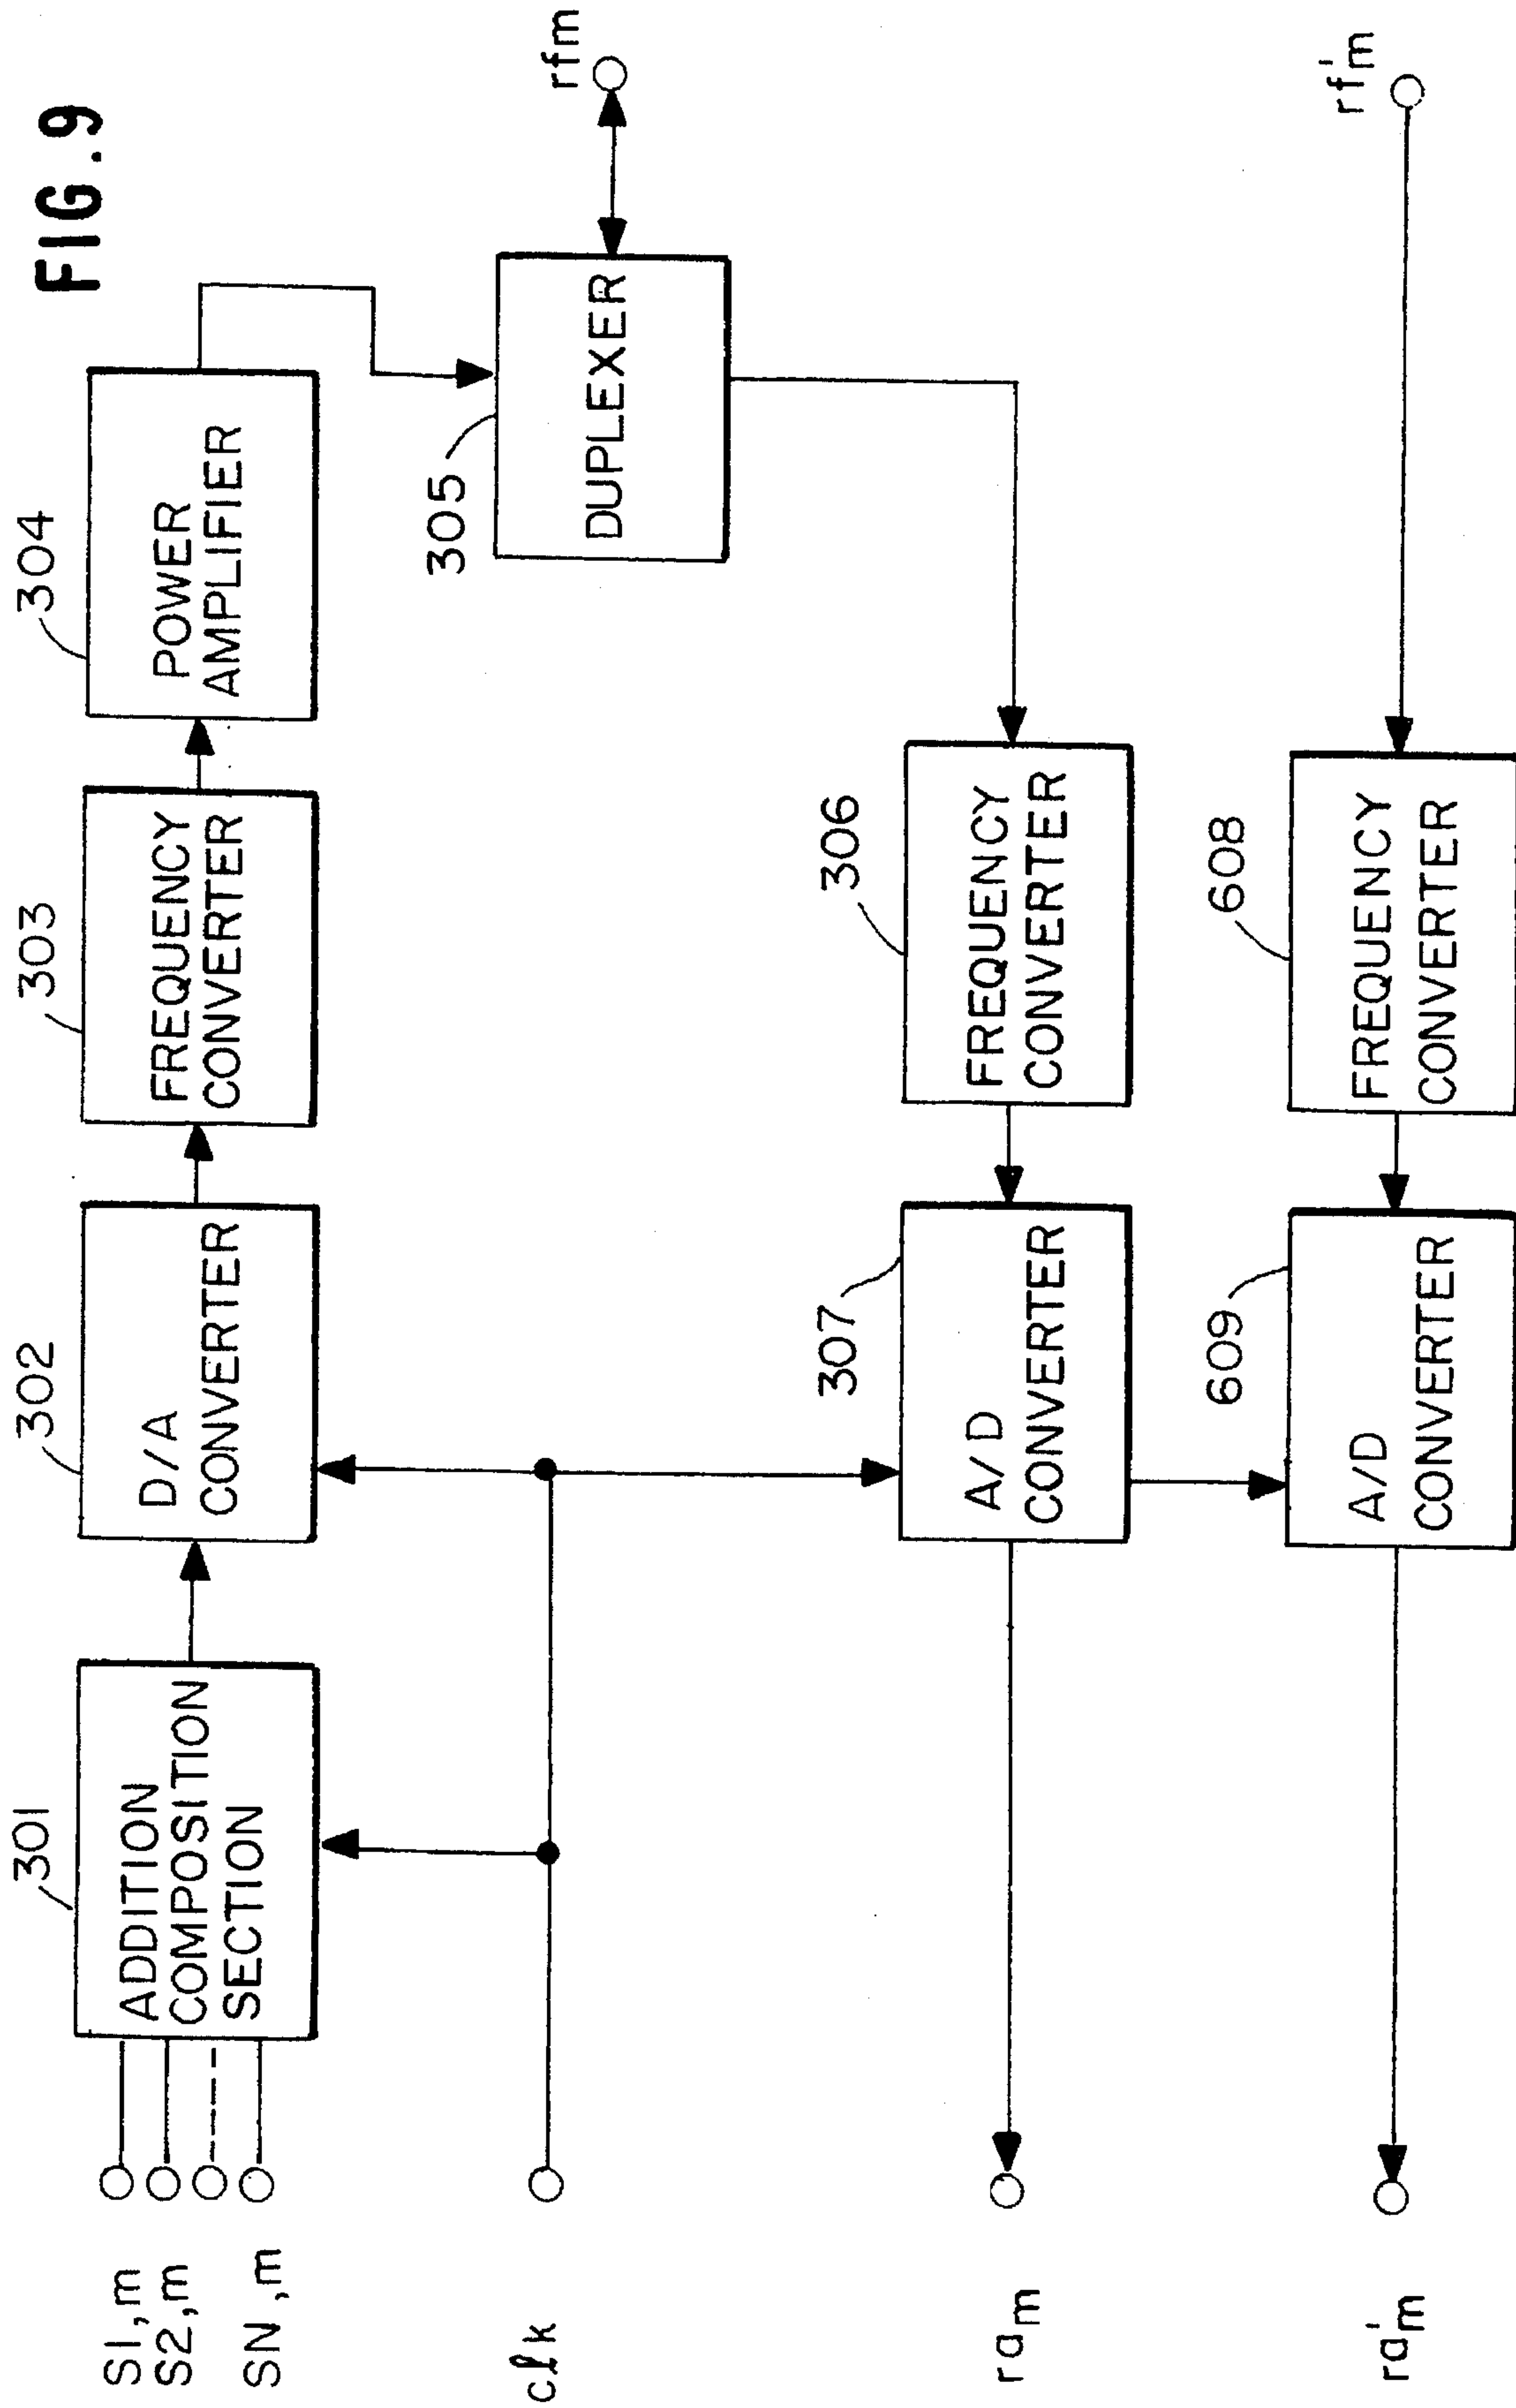 FIG.9
301
ADDITION
COMPOSITION
SECTION
302
D/A
CONVERTER
303
FREQUENCY
CONVERTER
304
POWER
AMPLIFIER
305
DUPLEXER
rfm
S1,m
S2,m
SN,m
clk
306
FREQUENCY
CONVERTER
307
A/D
CONVERTER
ram
608
FREQUENCY
CONVERTER
609
A/D
CONVERTER
rf'm
ra'm